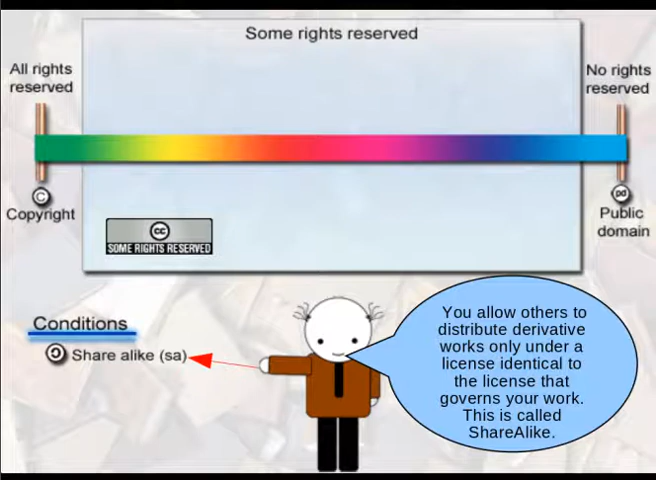 Some rights reserved
All rights
reserved
No rights
reserved
C
Copyright
pd
Public
domain
cc
SOME RIGHTS RESERVED
Conditions
Share alike (sa)
You allow others to
distribute derivative
works only under a
license identical to
the license that
governs your work.
This is called
ShareAlike.